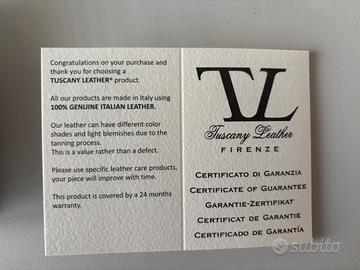 Congratulations on your purchase and
thank you for choosing a
TUSCANY LEATHER® product.
All our products are made in Italy using
100% GENUINE ITALIAN LEATHER.
Our leather can have different color
shades and light blemishes due to the
tanning process.
This is a value rather than a defect.
Please use specific leather care products,
your piece will improve with time.
This product is covered by a 24 months
warranty.
TL
Tuscany Leather
FIRENZE
CERTIFICATO DI GARANZIA
CERTIFICATE OF GUARANTEE
GARANTIE-ZERTIFIKAT
CERTIFICAT DE GARANTIE
CERTIFICADO DE GARANTÍA
subito